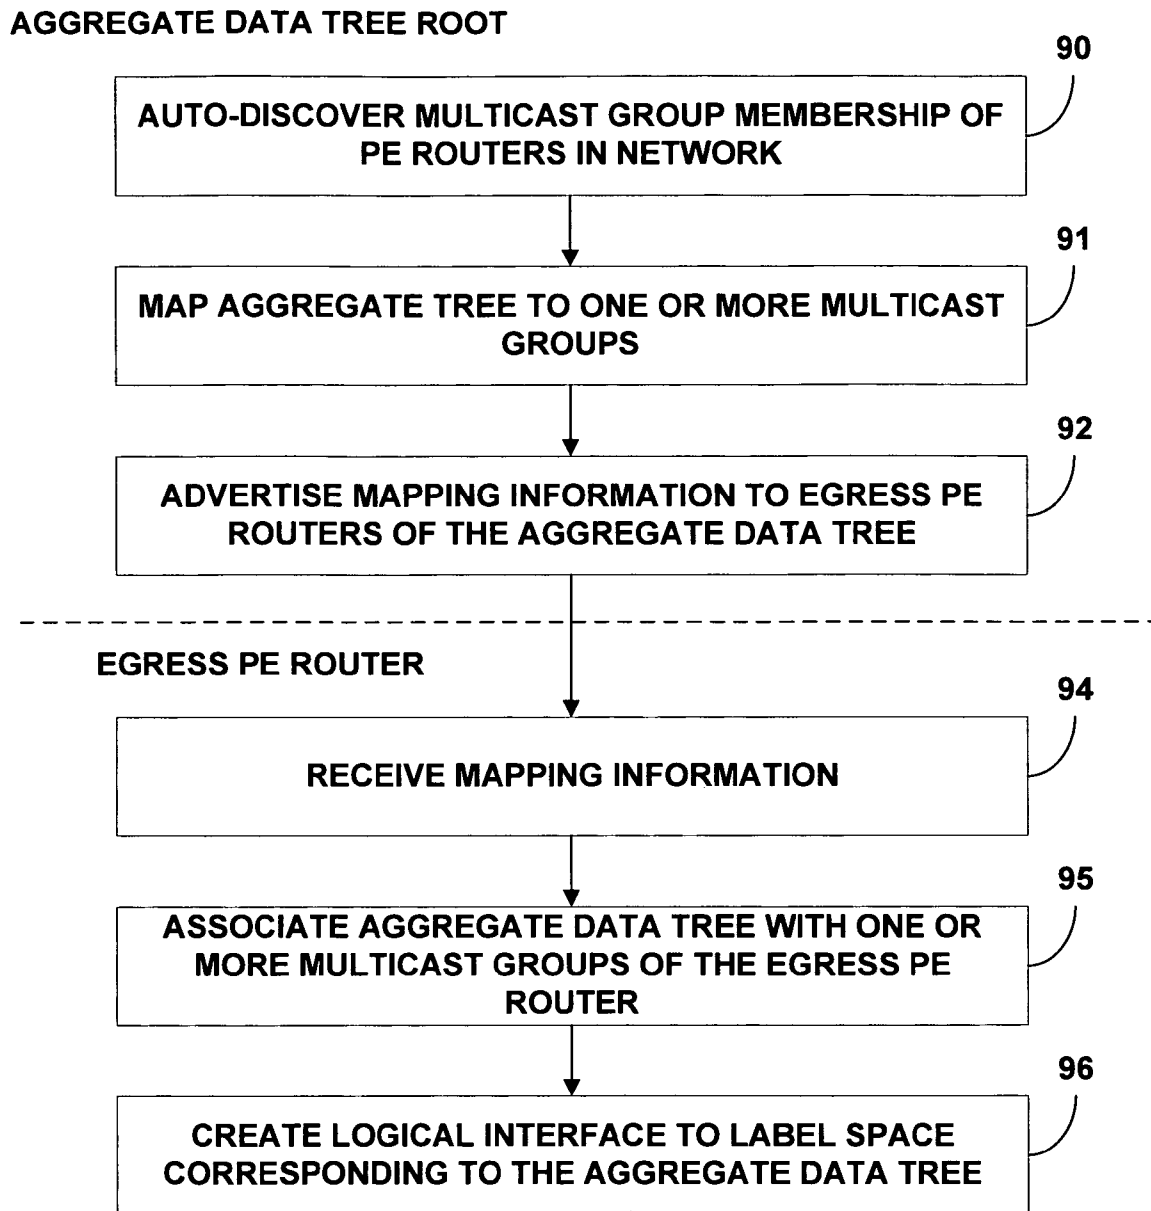 AGGREGATE DATA TREE ROOT
90
AUTO-DISCOVER MULTICAST GROUP MEMBERSHIP OF
PE ROUTERS IN NETWORK
91
MAP AGGREGATE TREE TO ONE OR MORE MULTICAST
GROUPS
92
ADVERTISE MAPPING INFORMATION TO EGRESS PE
ROUTERS OF THE AGGREGATE DATA TREE
EGRESS PE ROUTER
94
RECEIVE MAPPING INFORMATION
95
ASSOCIATE AGGREGATE DATA TREE WITH ONE OR
MORE MULTICAST GROUPS OF THE EGRESS PE
ROUTER
96
CREATE LOGICAL INTERFACE TO LABEL SPACE
CORRESPONDING TO THE AGGREGATE DATA TREE